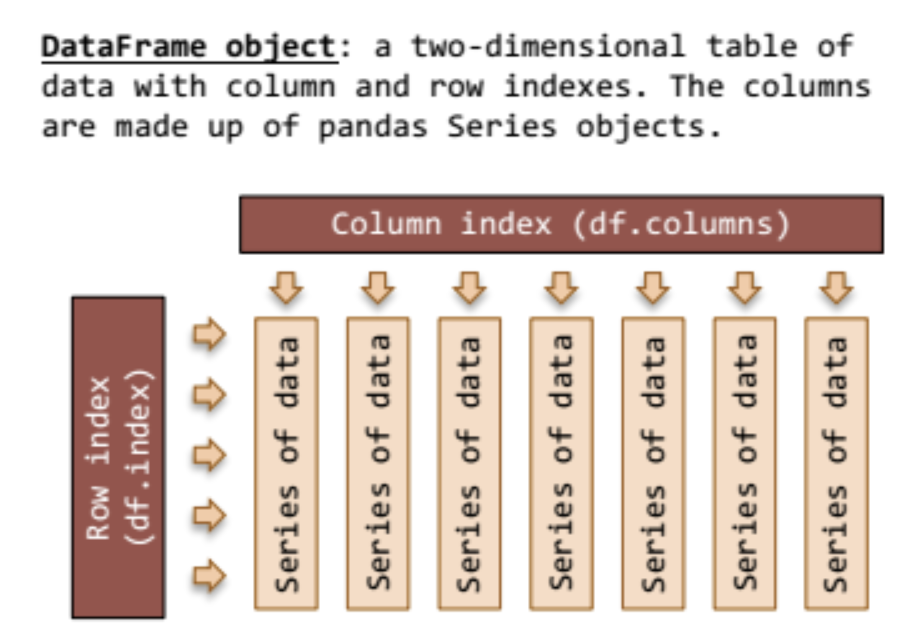 DataFrame object: a two-dimensional table of
data with column and row indexes. The columns
are made up of pandas Series objects.
Column index (df.columns)
Row index
(df.index)
Series of data
Series of data
Series of data
Series of data
Series of data
Series of data
Series of data